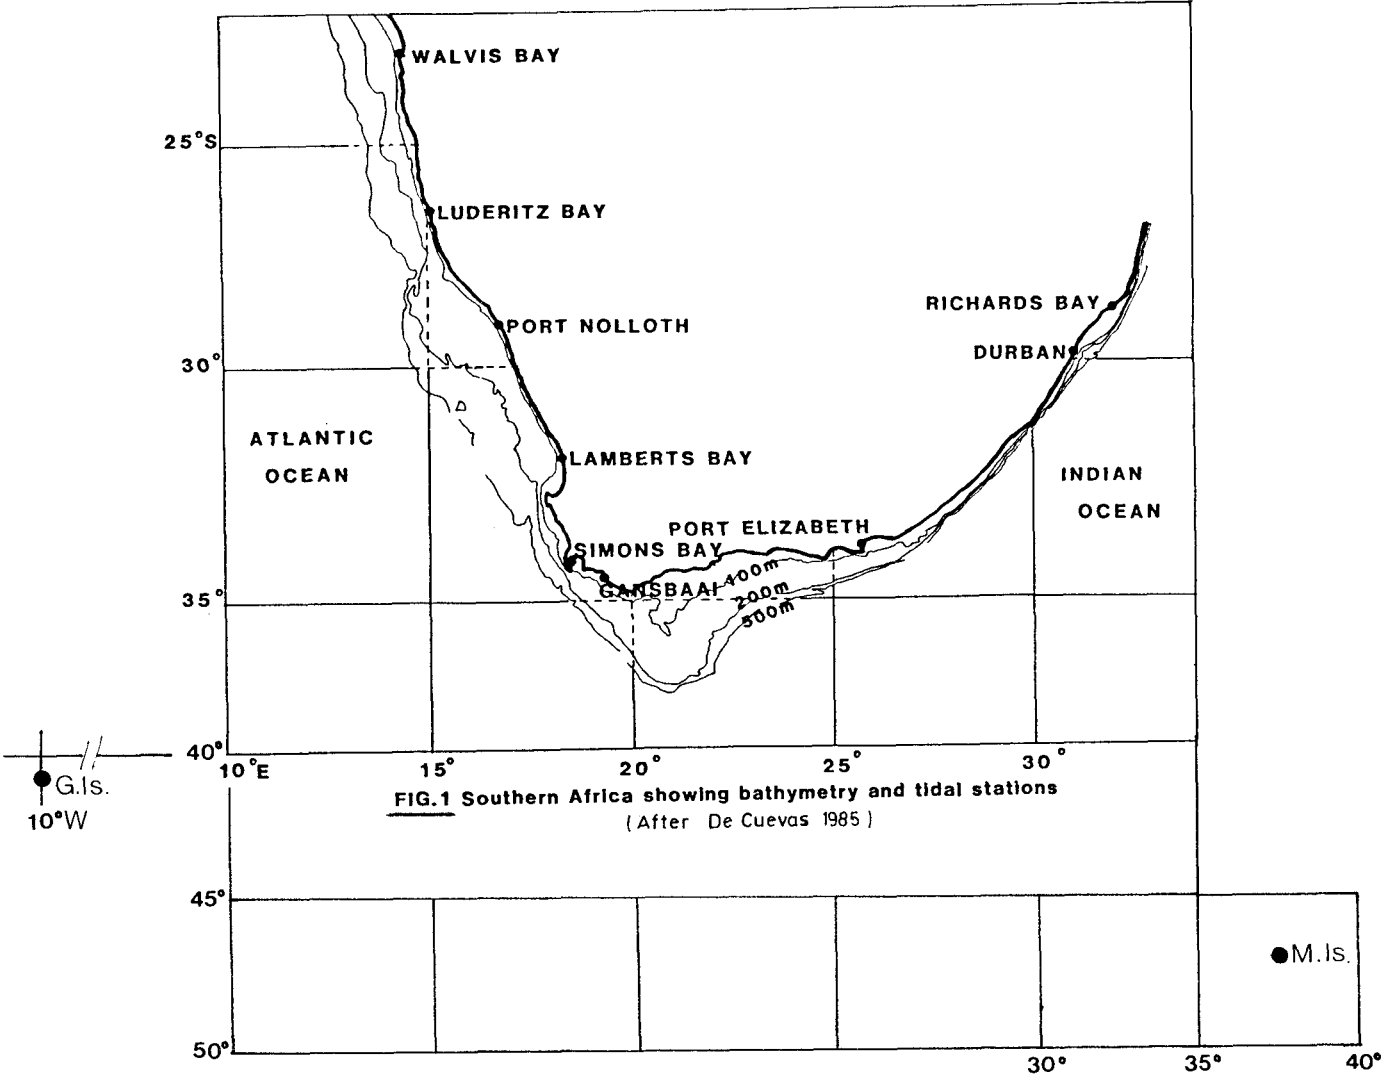 WALVIS BAY
25°S
LUDERITZ BAY
RICHARDS BAY
PORT NOLLOTH
DURBAN
30°
ATLANTIC
OCEAN
LAMBERTS BAY
INDIAN
OCEAN
PORT ELIZABETH
SIMONS BAY
100m
GANSBAAI
200m
35°
500m
40°
10°E
15°
20°
25°
30°
G.Is.
10°W
FIG.1 Southern Africa showing bathymetry and tidal stations
(After De Cuevas 1985)
45°
M.Is.
50°
30°
35°
40°